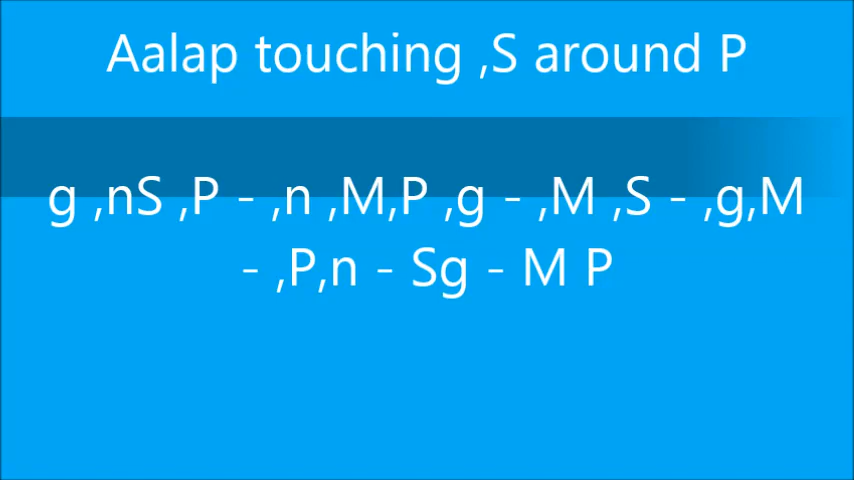 Aalap touching ,S around P
g ,nS ,P - ,n ,M,P ,g - ,M ,S - ,g,M
- ,P,n - Sg - M P